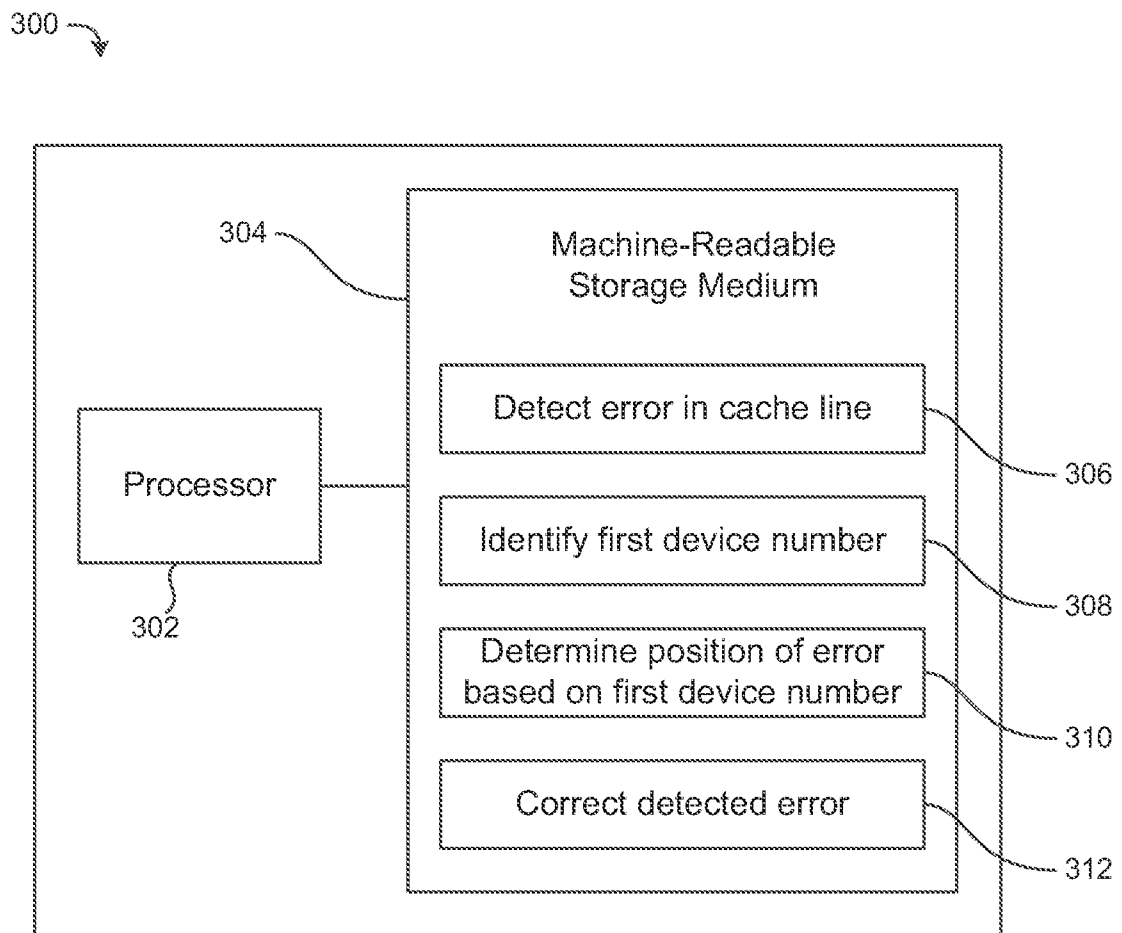 300
304
Machine-Readable
Storage Medium
Detect error in cache line
306
Processor
302
Identify first device number
308
Determine position of error
based on first device number
310
Correct detected error
312